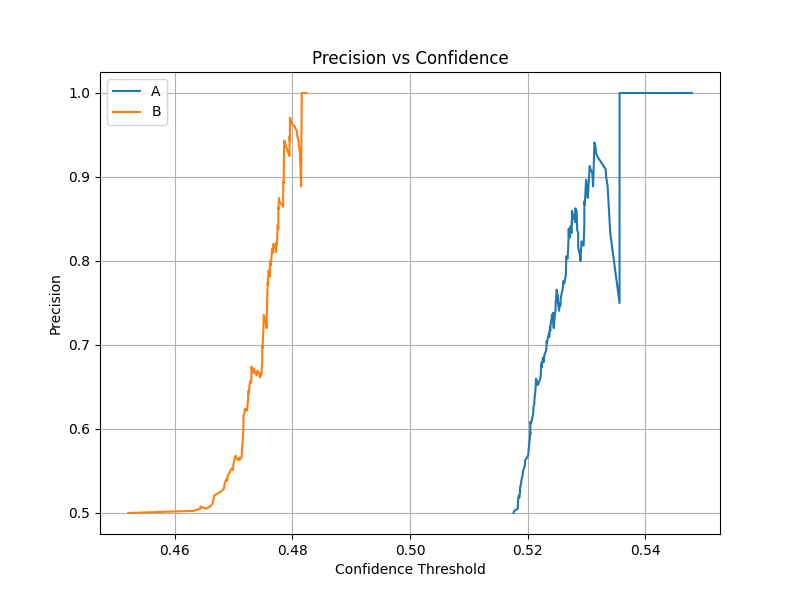 Precision vs Confidence
A
B
1.0
0.9
0.8
0.7
0.6
0.5
Precision
0.46
0.48
0.50
0.52
0.54
Confidence Threshold